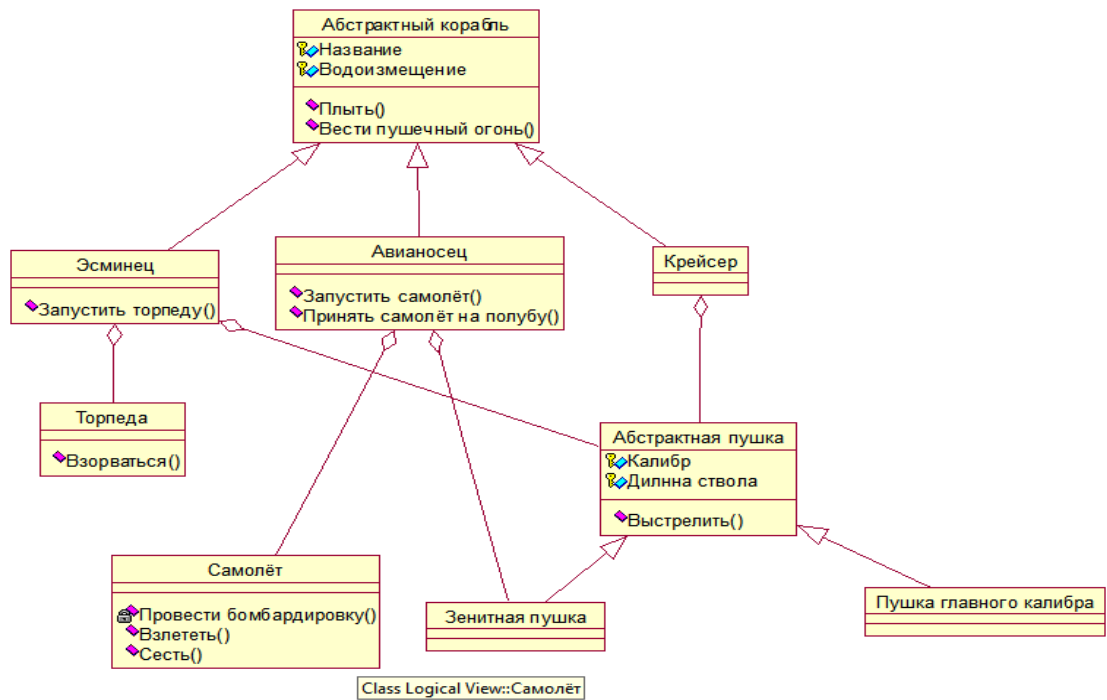 Абстрактный корабль
Название
Водоизмещение
Плыть()
Вести пушечный огонь()
Эсминец
Запустить торпеду()
Авианосец
Запустить самолёт()
Принять самолёт на полубу()
Крейсер
Торпеда
Взорваться()
Абстрактная пушка
Калибр
Дилнна ствола
Выстрелить()
Самолёт
Провести бомбардировку()
Взлететь()
Сесть()
Зенитная пушка
Пушка главного калибра
Class Logical View::Самолёт